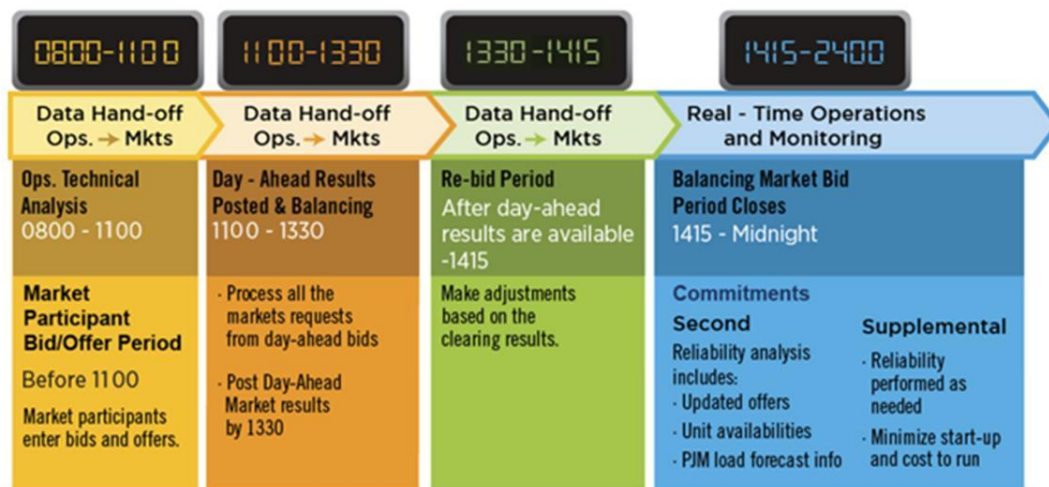 0800-1100
1100-1330
1330-1415
1415-2400
Data Hand-off
Ops. → Mkts
Data Hand-off
Ops. → Mkts
Data Hand-off
Ops. → Mkts
Real - Time Operations
and Monitoring
Ops. Technical
Analysis
0800 - 1100
Day - Ahead Results
Posted & Balancing
1100 - 1330
Re-bid Period
After day-ahead
results are available
-1415
Balancing Market Bid
Period Closes
1415 - Midnight
Market
Participant
Bid/Offer Period
Before 1100
Market participants
enter bids and offers.
· Process all the
markets requests
from day-ahead bids
· Post Day-Ahead
Market results
by 1330
Make adjustments
based on the
clearing results.
Commitments
Second
Reliability analysis
includes:
· Updated offers
· Unit availabilities
· PJM load forecast info
Supplemental
· Reliability
performed as
needed
· Minimize start-up
and cost to run